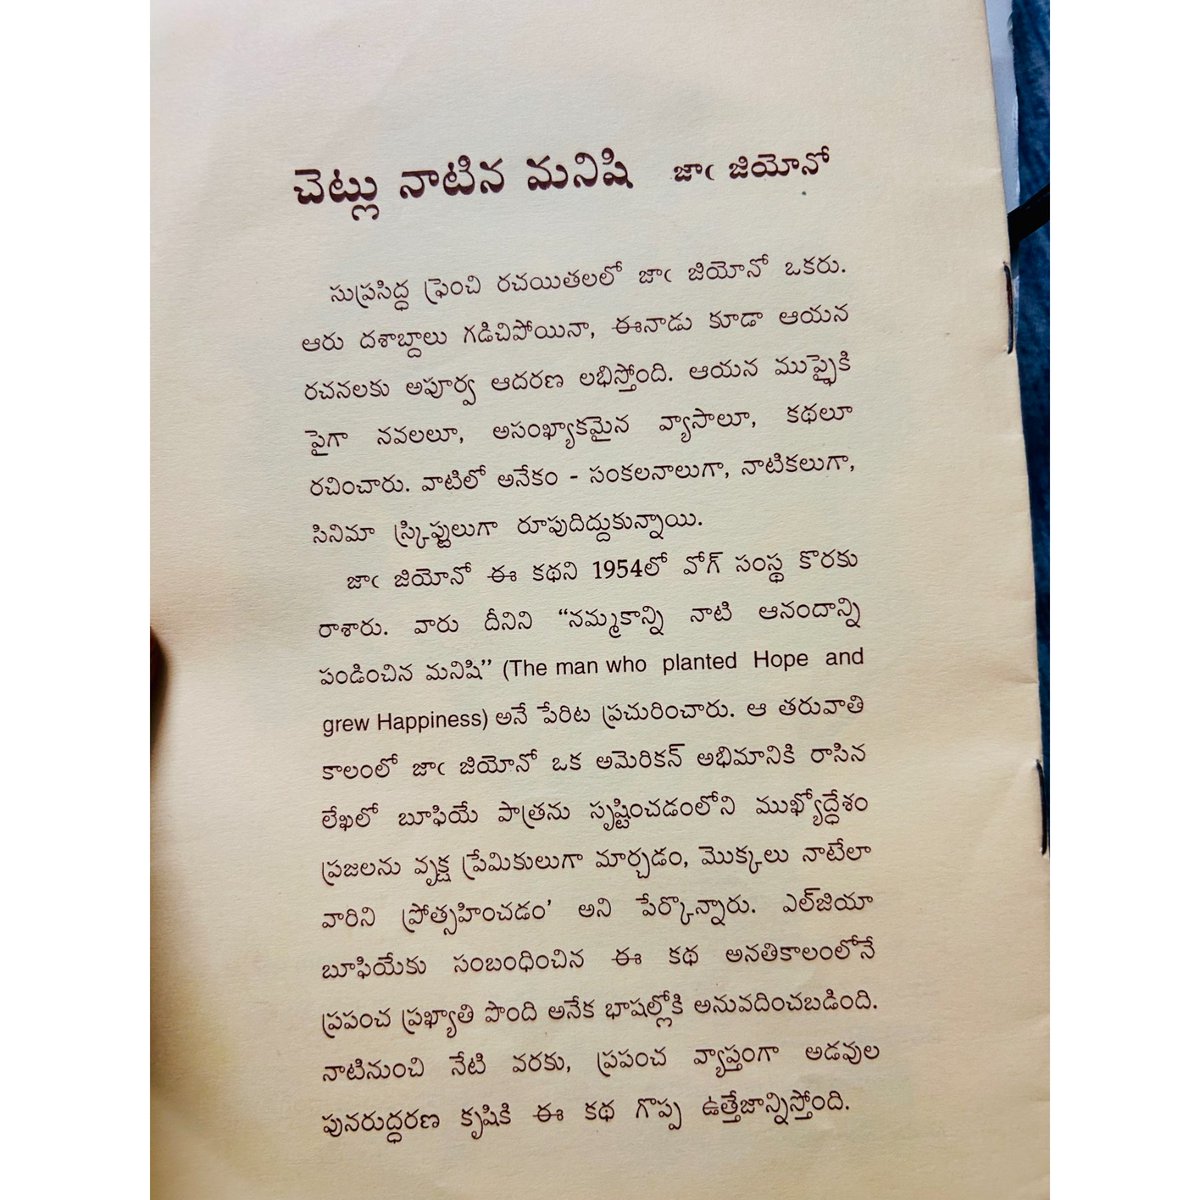 చెట్లు నాటిన మనిషి జాఁ జియోనో
సుప్రసిద్ధ ఫ్రెంచి రచయితలలో జాఁ జియోనో ఒకరు.
ఆరు దశాబ్దాలు గడిచిపోయినా, ఈనాడు కూడా ఆయన
రచనలకు అపూర్వ ఆదరణ లభిస్తోంది. ఆయన ముప్ఫైకి
పైగా నవలలూ, అసంఖ్యాకమైన వ్యాసాలూ, కథలూ
రచించారు. వాటిలో అనేకం - సంకలనాలుగా, నాటికలుగా,
సినిమా స్క్రిప్టులుగా రూపుదిద్దుకున్నాయి.
జాఁ జియోనో ఈ కథని 1954లో వోగ్ సంస్థ కొరకు
రాశారు. వారు దీనిని “నమ్మకాన్ని నాటి ఆనందాన్ని
పండించిన మనిషి” (The man who planted Hope and
grew Happiness) అనే పేరిట ప్రచురించారు. ఆ తరువాతి
కాలంలో జాఁ జియోనో ఒక అమెరికన్ అభిమానికి రాసిన
లేఖలో బూఫియే పాత్రను సృష్టించడంలోని ముఖ్యోద్దేశం
ప్రజలను వృక్ష ప్రేమికులుగా మార్చడం, మొక్కలు నాటేలా
వారిని ప్రోత్సహించడం’ అని పేర్కొన్నారు. ఎల్‌జియా
బూఫియేకు సంబంధించిన ఈ కథ అనతికాలంలోనే
ప్రపంచ ప్రఖ్యాతి పొంది అనేక భాషల్లోకి అనువదించబడింది.
నాటినుంచి నేటి వరకు, ప్రపంచ వ్యాప్తంగా అడవుల
పునరుద్ధరణ కృషికి ఈ కథ గొప్ప ఉత్తేజాన్నిస్తోంది.